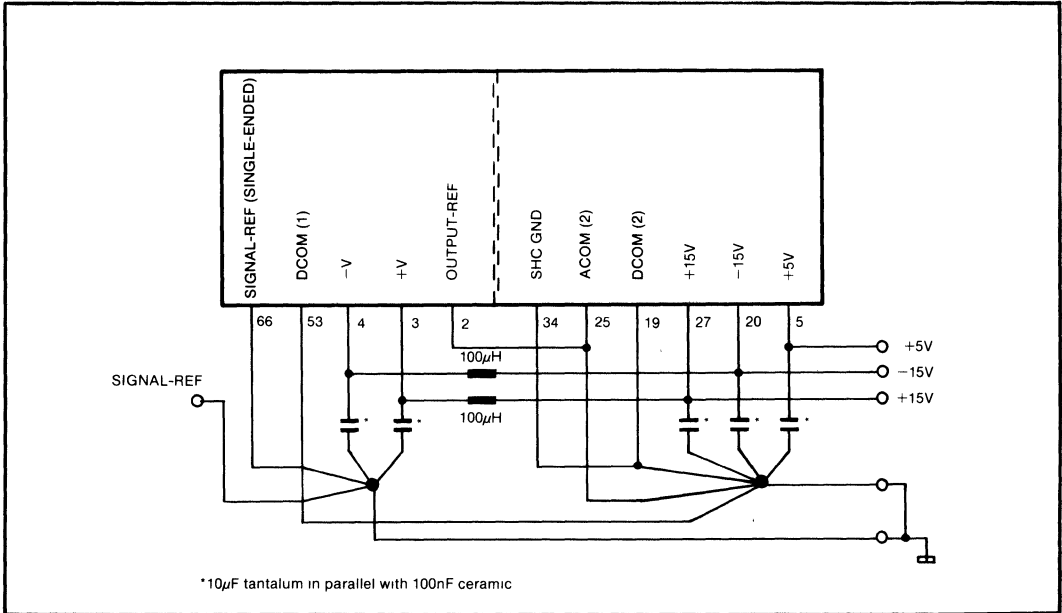 SIGNAL-REF (SINGLE-ENDED)
DCOM (1)
−V
+V
OUTPUT-REF
SHC GND
ACOM (2)
DCOM (2)
+15V
−15V
+5V
66
53
4
3
2
34
25
19
27
20
5
100µH
+5V
−15V
SIGNAL-REF
+15V
100µH
*
*
*
*
*
*10µF tantalum in parallel with 100nF ceramic